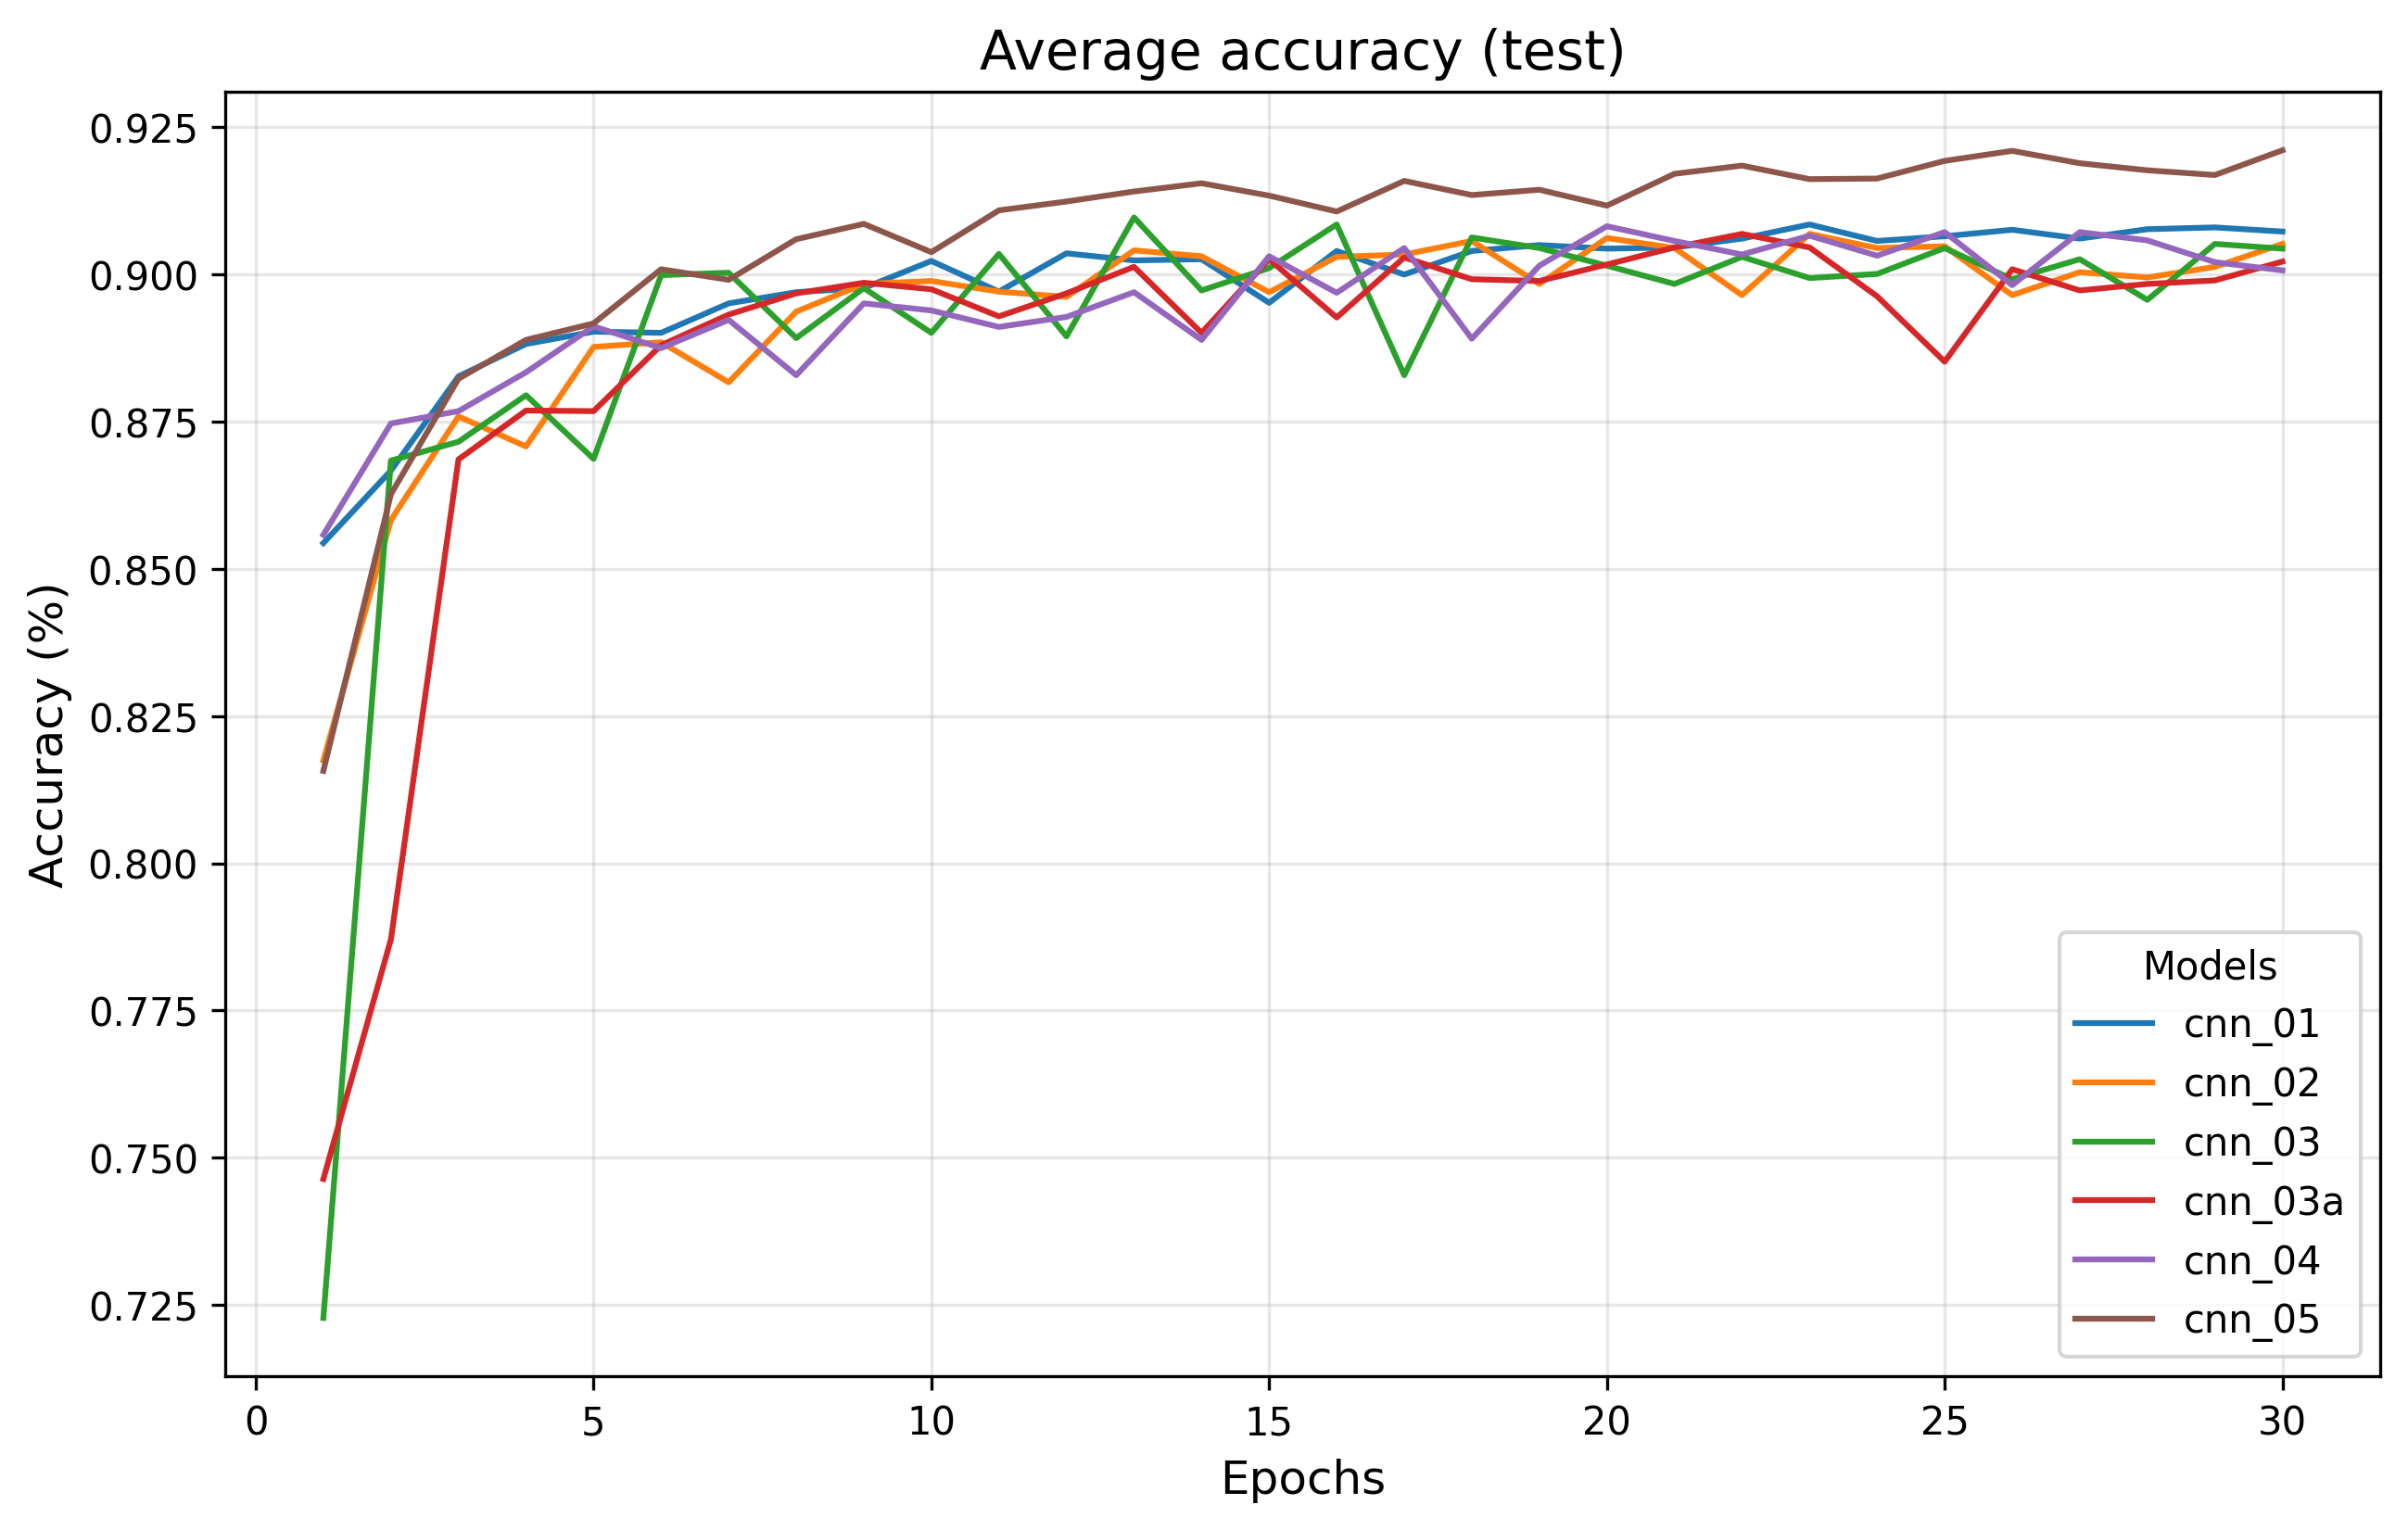 Average accuracy (test)
Accuracy (%)
0.925
0.900
0.875
0.850
0.825
0.800
0.775
0.750
0.725
0 5 10 15 20 25 30
Epochs
Models
cnn_01
cnn_02
cnn_03
cnn_03a
cnn_04
cnn_05